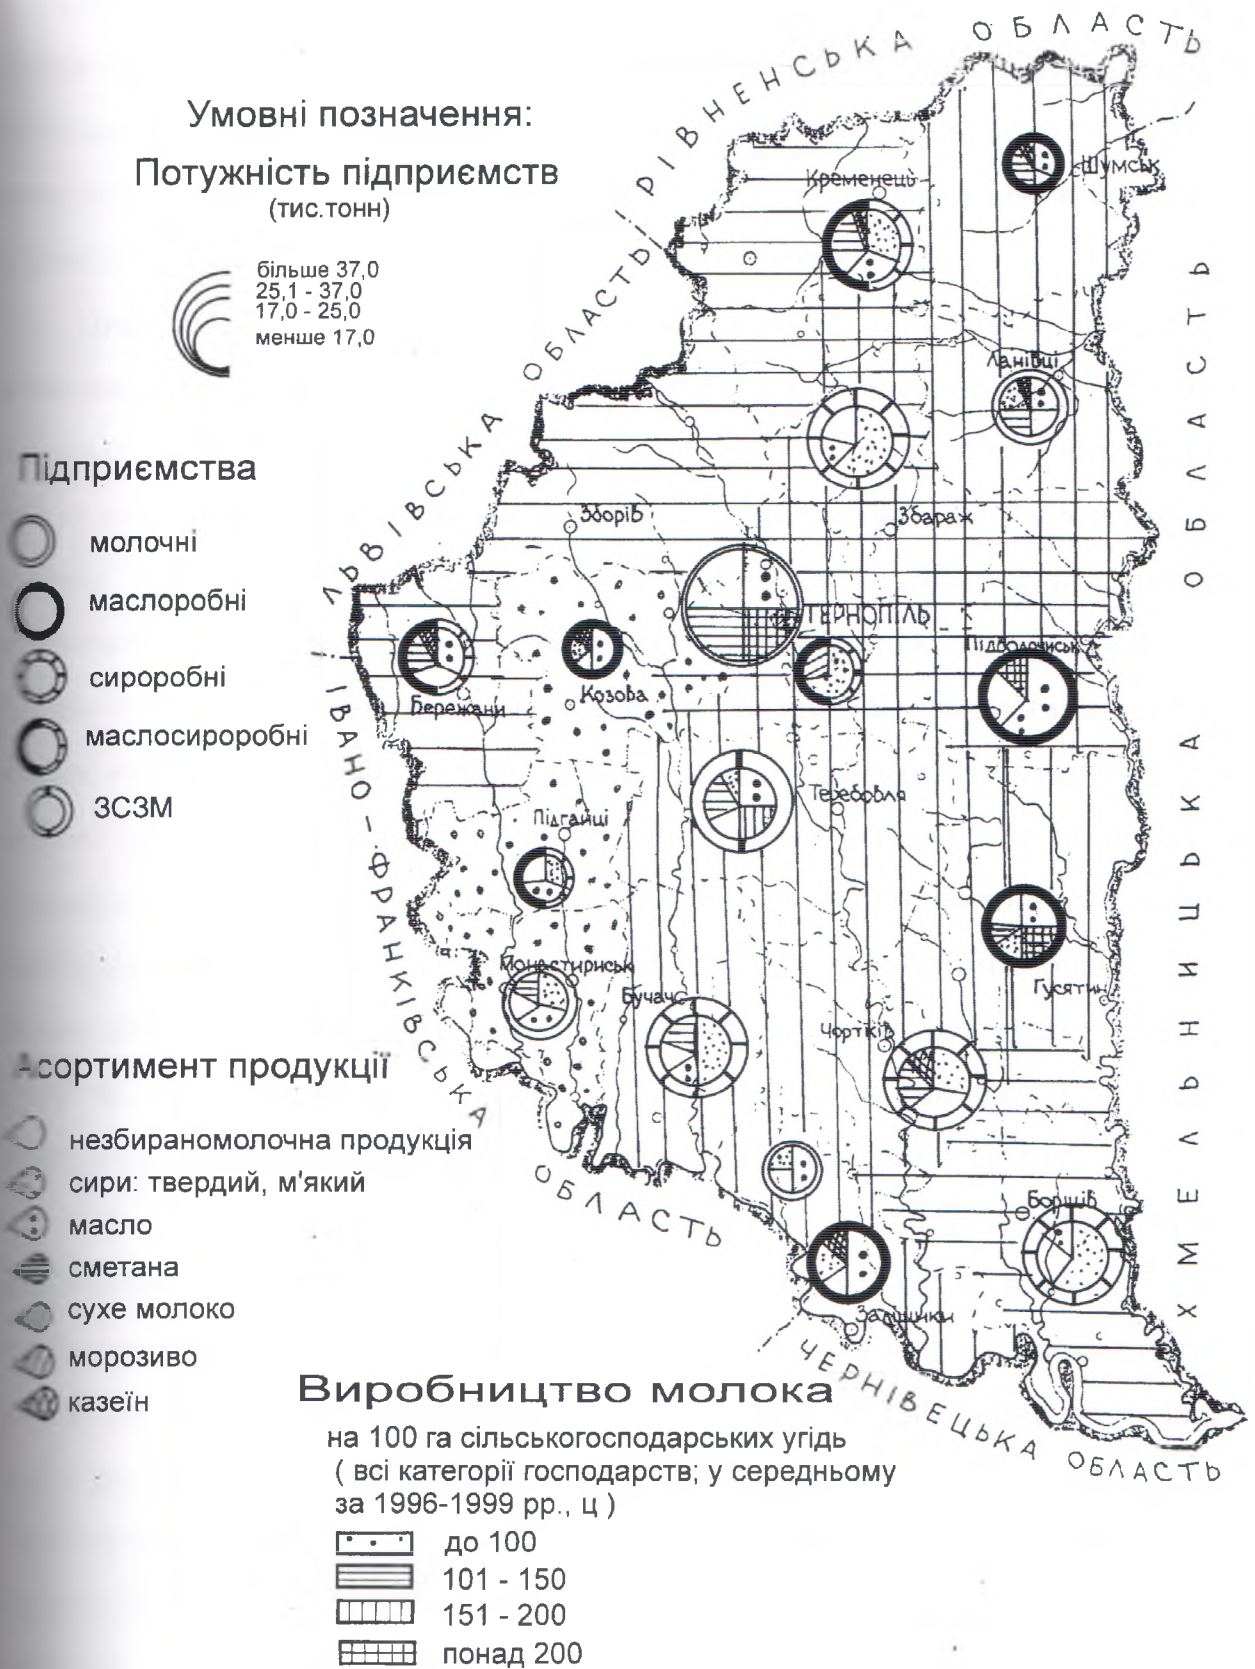 РІВНЕНСЬКА ОБЛАСТЬ
Умовні позначення:
Потужність підприємств
(тис.тонн)
більше 37,0
25,1 - 37,0
17,0 - 25,0
менше 17,0
Шумськ
Кременець
ЛЬВІВСЬКА ОБЛАСТЬ
ХМЕЛЬНИЦЬКА ОБЛАСТЬ
Ланівці
Підприємства
молочні
маслоробні
сироробні
маслосироробні
ЗСЗМ
Зборів
Збараж
ТЕРНОПІЛЬ
Підволочиськ
Бережани
Козова
Теребовля
Підгайці
ІВАНО-ФРАНКІВСЬКА ОБЛАСТЬ
Монастириськ
Бучач
Гусятин
Чортків
Асортимент продукції
незбираномолочна продукція
сири: твердий, м'який
масло
сметана
сухе молоко
морозиво
казеїн
Борщів
Заліщики
ЧЕРНІВЕЦЬКА ОБЛАСТЬ
Виробництво молока
на 100 га сільськогосподарських угідь
( всі категорії господарств; у середньому
за 1996-1999 рр., ц )
до 100
101 - 150
151 - 200
понад 200